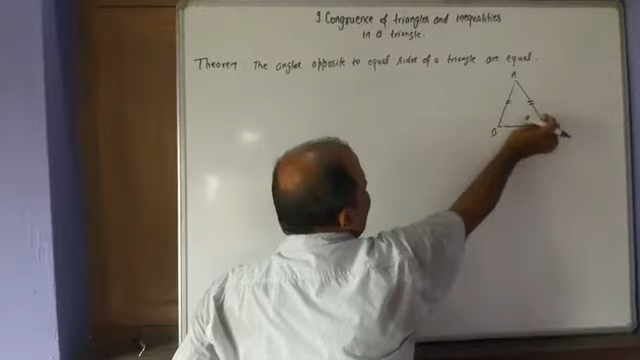 9. Congruence of triangles and inequalities
in a triangle.
Theorem: The angles opposite to equal sides of a triangle are equal.
A
B